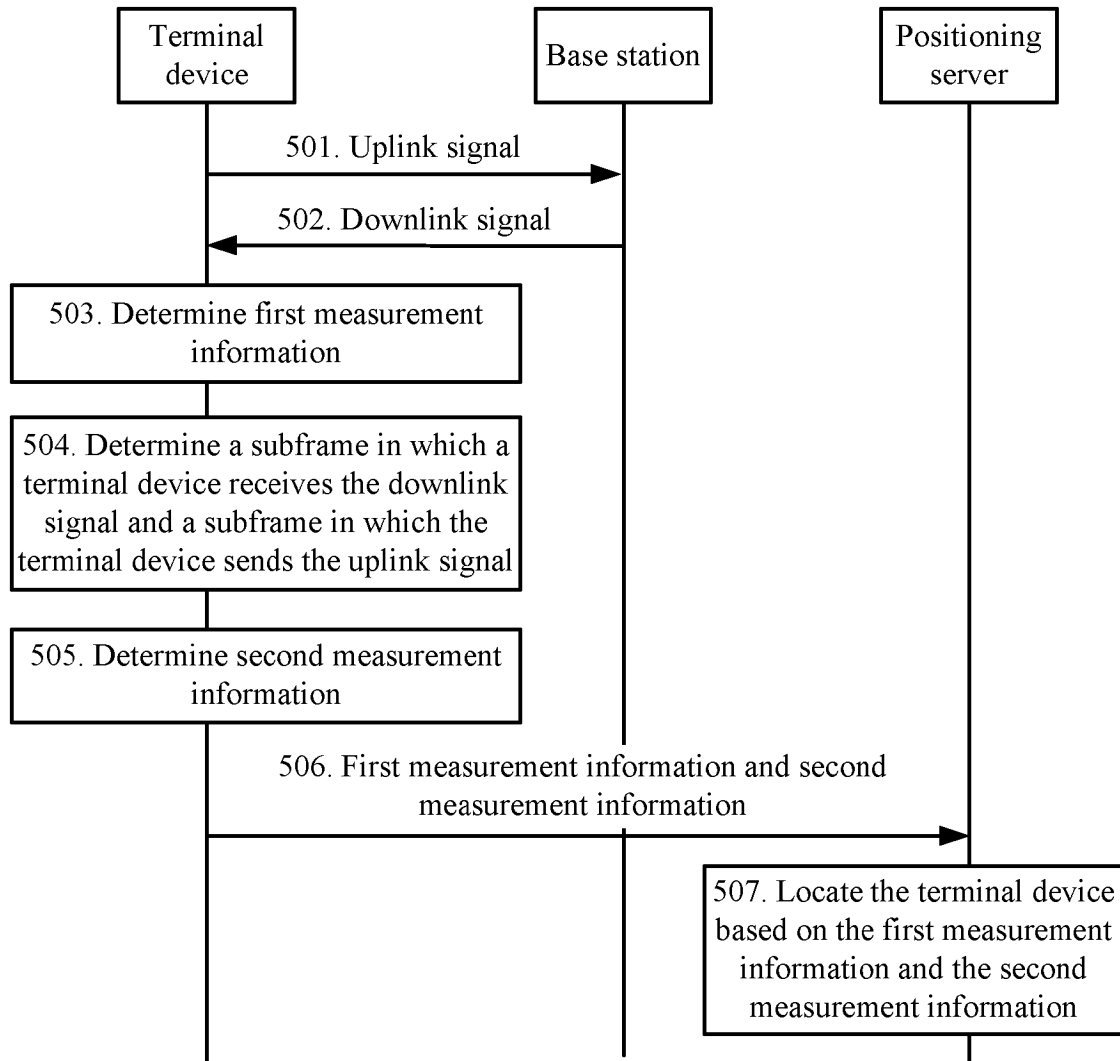 Terminal
device
Base station
Positioning
server
501. Uplink signal
502. Downlink signal
503. Determine first measurement
information
504. Determine a subframe in which a
terminal device receives the downlink
signal and a subframe in which the
terminal device sends the uplink signal
505. Determine second measurement
information
506. First measurement information and second
measurement information
507. Locate the terminal device
based on the first measurement
information and the second
measurement information